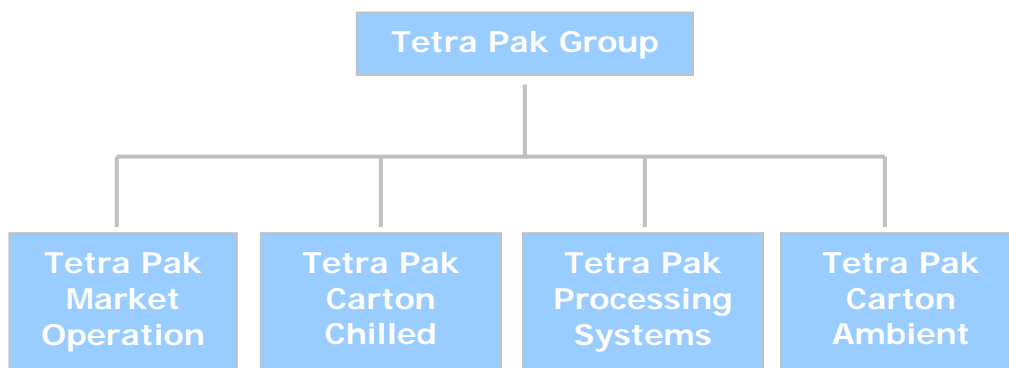 Tetra Pak Group
Tetra Pak
Market
Operation
Tetra Pak
Carton
Chilled
Tetra Pak
Processing
Systems
Tetra Pak
Carton
Ambient